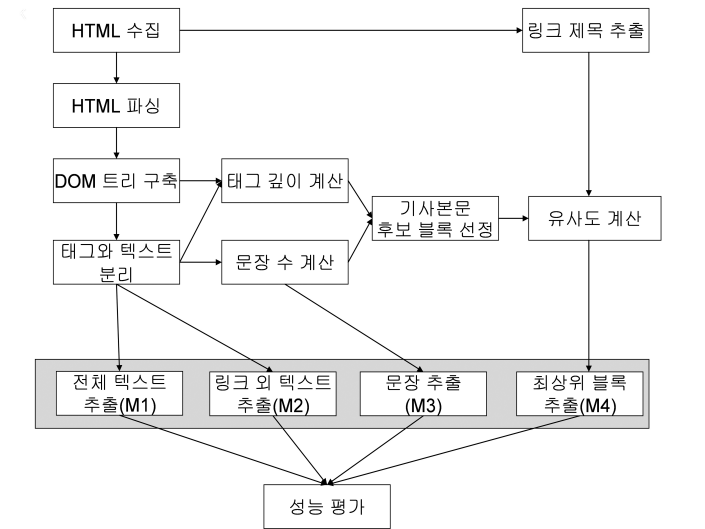 HTML 수집
링크 제목 추출
HTML 파싱
DOM 트리 구축
태그 깊이 계산
기사본문
후보 블록 선정
유사도 계산
태그와 텍스트
분리
문장 수 계산
전체 텍스트
추출(M1)
링크 외 텍스트
추출(M2)
문장 추출
(M3)
최상위 블록
추출(M4)
성능 평가